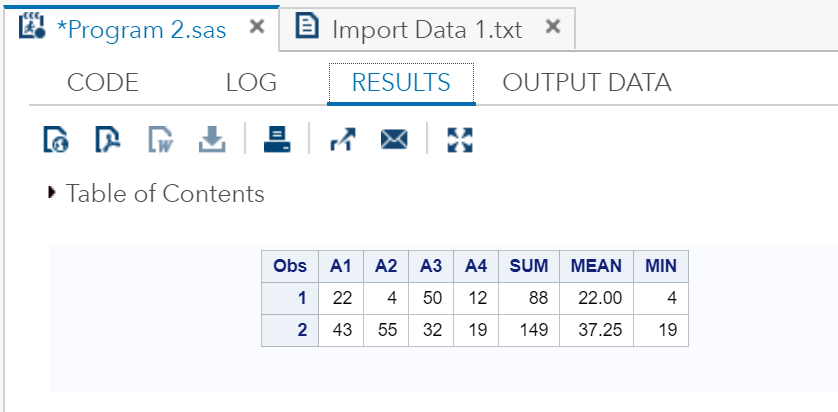 *Program 2.sas × Import Data 1.txt ×
CODE LOG RESULTS OUTPUT DATA
Table of Contents
Obs A1 A2 A3 A4 SUM MEAN MIN
1 22 4 50 12 88 22.00 4
2 43 55 32 19 149 37.25 19